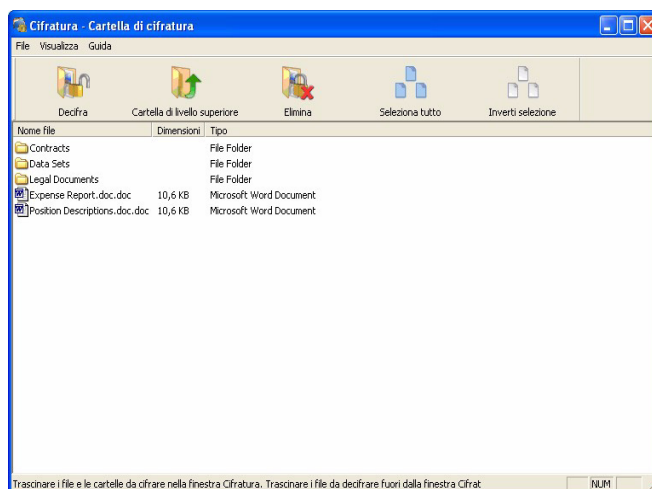 Cifratura - Cartella di cifratura
File Visualizza Guida
Decifra Cartella di livello superiore Elimina Seleziona tutto Inverti selezione
Nome file Dimensioni Tipo
Contracts File Folder
Data Sets File Folder
Legal Documents File Folder
Expense Report.doc.doc 10,6 KB Microsoft Word Document
Position Descriptions.doc.doc 10,6 KB Microsoft Word Document
Trascinare i file e le cartelle da cifrare nella finestra Cifratura. Trascinare i file da decifrare fuori dalla finestra Cifrat NUM